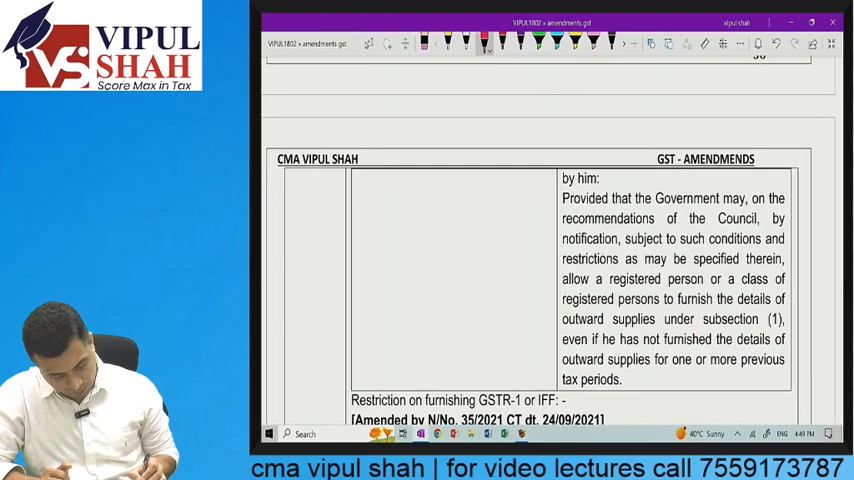 VIPUL
SHAH
Score Max in Tax
VS
VIPUL1802 » amendments gst
vipul shah
VIPUL1802 » amendments gst
CMA VIPUL SHAH
GST - AMENDMENDS
by him:
Provided that the Government may, on the
recommendations of the Council, by
notification, subject to such conditions and
restrictions as may be specified therein,
allow a registered person or a class of
registered persons to furnish the details of
outward supplies under subsection (1),
even if he has not furnished the details of
outward supplies for one or more previous
tax periods.
Restriction on furnishing GSTR-1 or IFF: -
[Amended by N/No. 35/2021 CT dt. 24/09/2021]
Search
40°C Sunny
ENG
4:49 PM
cma vipul shah | for video lectures call 7559173787